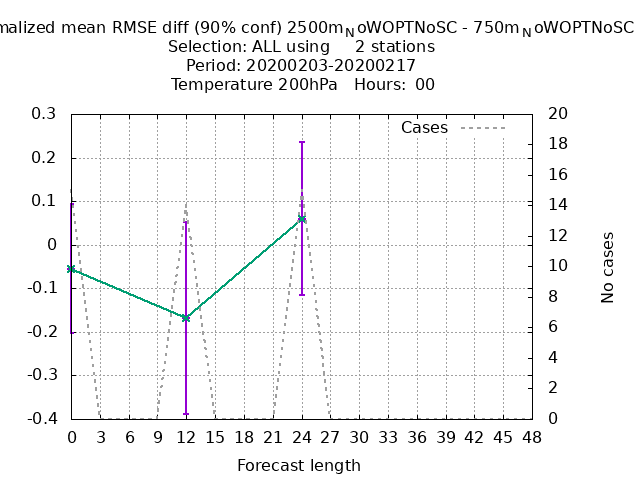 malized mean RMSE diff (90% conf) 2500mNoWOPTNoSC - 750mNoWOPTNoSC
Selection: ALL using 2 stations
Period: 20200203-20200217
Temperature 200hPa Hours: 00
Cases
0.3
0.2
0.1
0
-0.1
-0.2
-0.3
-0.4
20
18
16
14
12
10
8
6
4
2
0
No cases
0 3 6 9 12 15 18 21 24 27 30 33 36 39 42 45 48
Forecast length